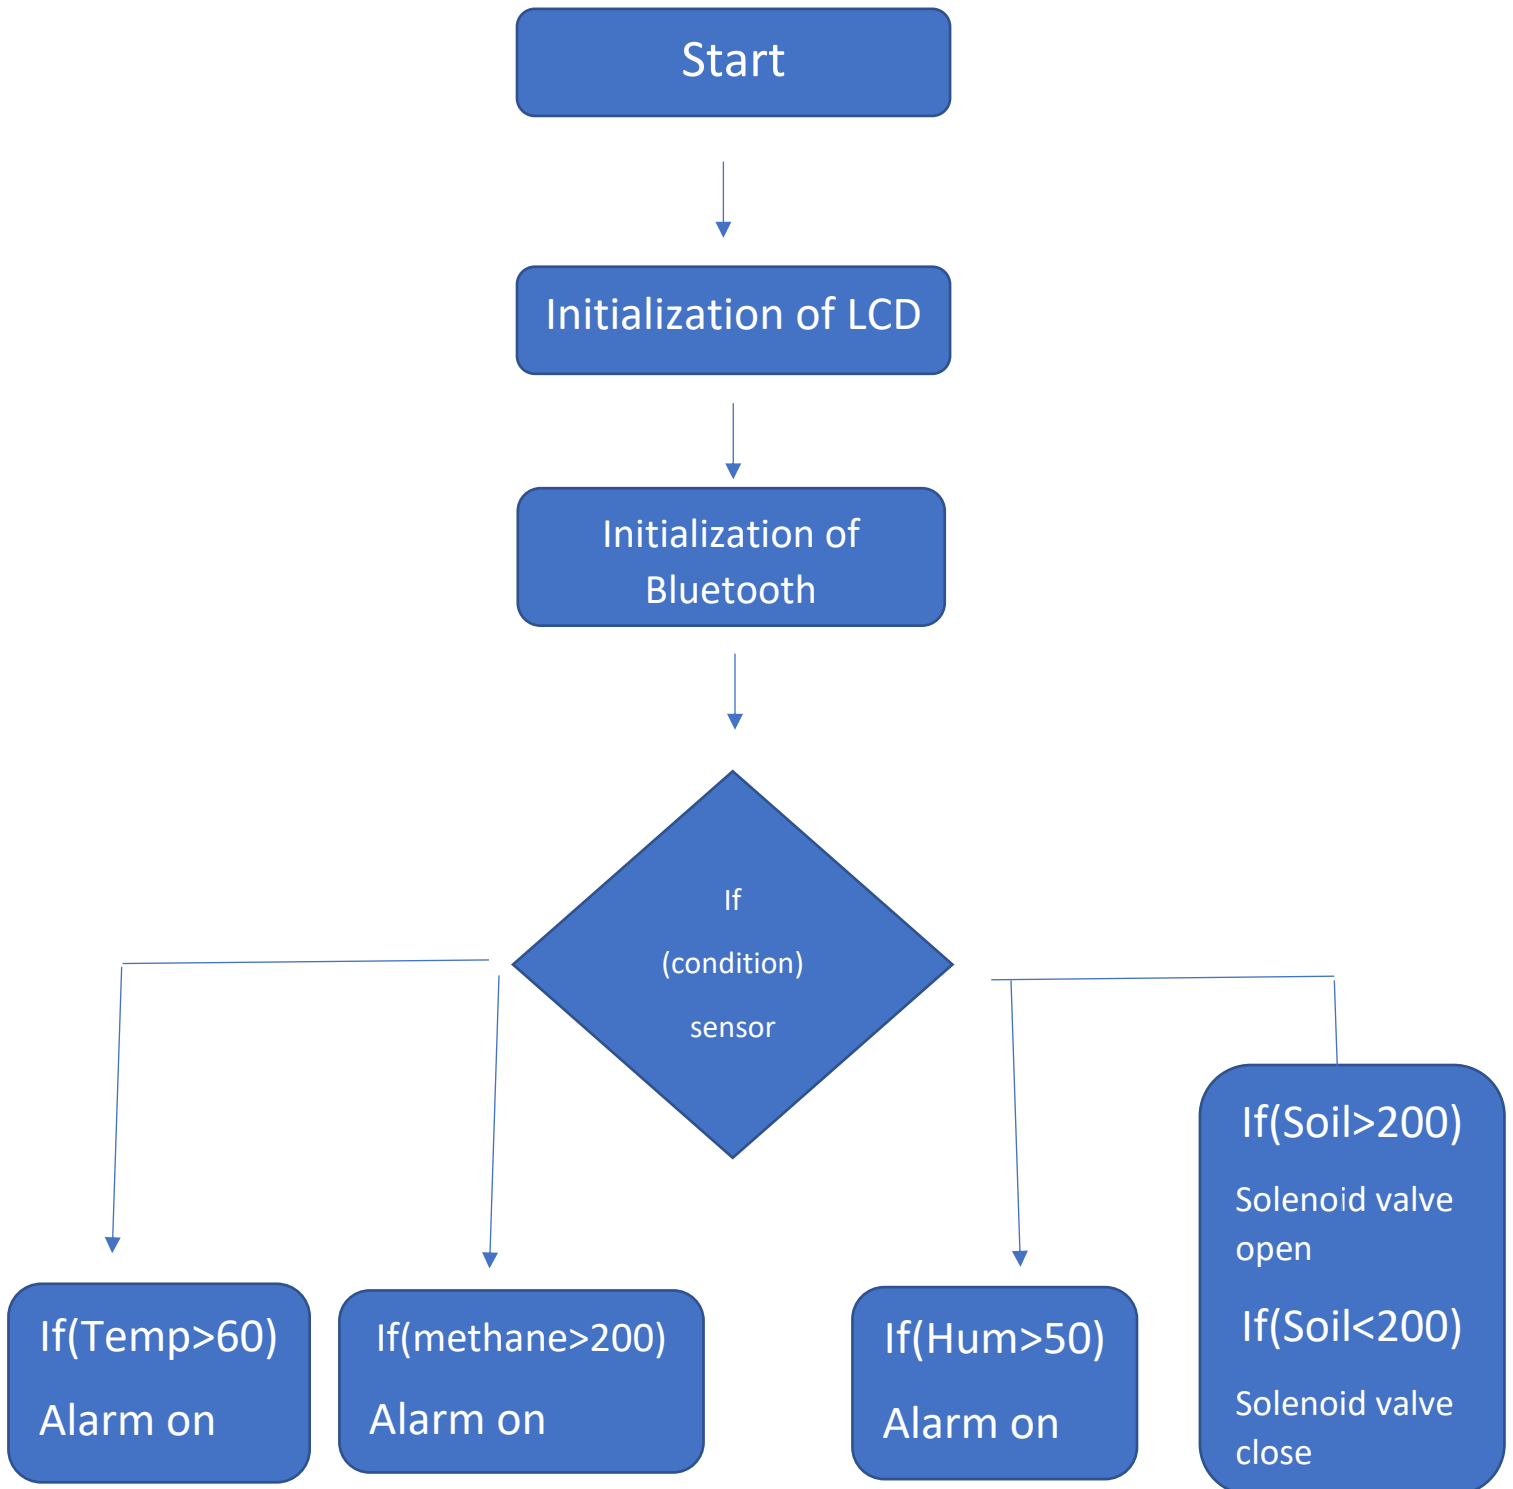 Start
Initialization of LCD
Initialization of
Bluetooth
If
(condition)
sensor
If(Temp>60)
Alarm on
If(methane>200)
Alarm on
If(Hum>50)
Alarm on
If(Soil>200)
Solenoid valve
open
If(Soil<200)
Solenoid valve
close